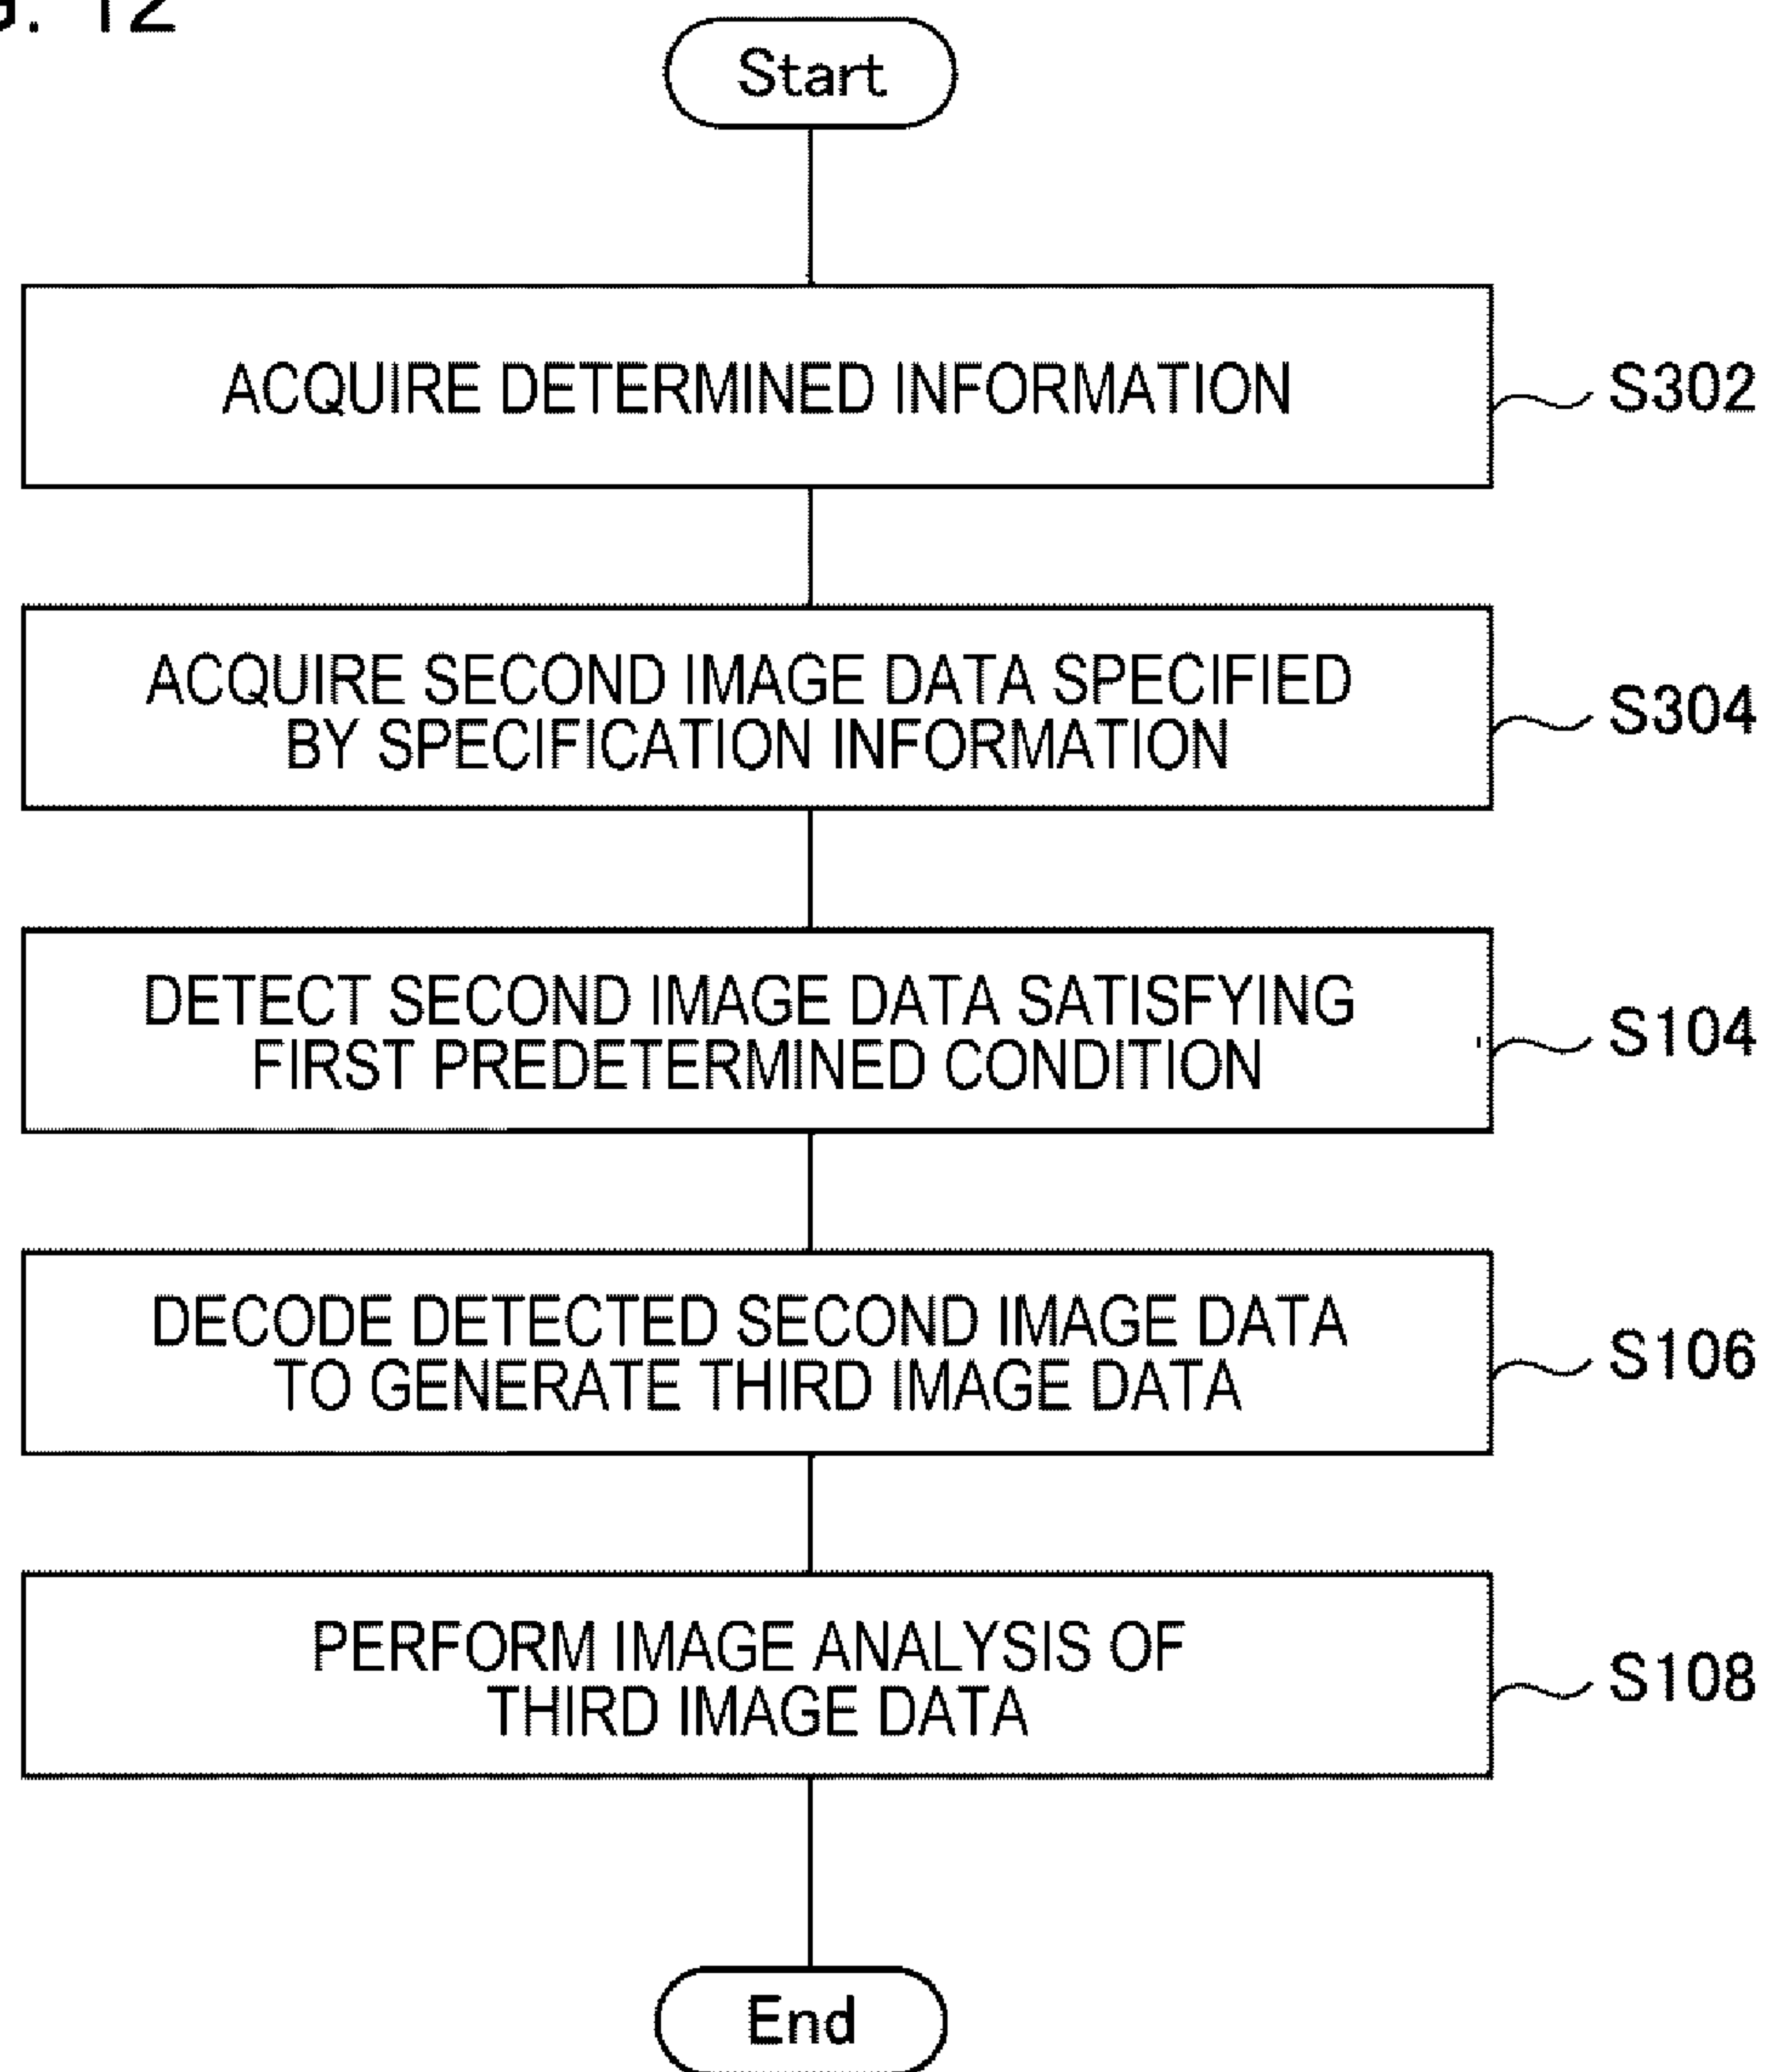 G. 12
Start
ACQUIRE DETERMINED INFORMATION
S302
ACQUIRE SECOND IMAGE DATA SPECIFIED
BY SPECIFICATION INFORMATION
S304
DETECT SECOND IMAGE DATA SATISFYING
FIRST PREDETERMINED CONDITION
S104
DECODE DETECTED SECOND IMAGE DATA
TO GENERATE THIRD IMAGE DATA
S106
PERFORM IMAGE ANALYSIS OF
THIRD IMAGE DATA
S108
End